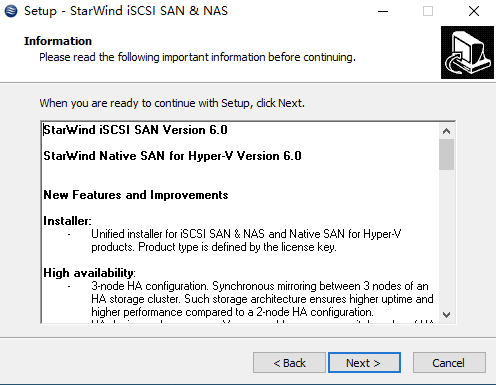 Setup - StarWind iSCSI SAN & NAS
Information
Please read the following important information before continuing.
When you are ready to continue with Setup, click Next.
StarWind iSCSI SAN Version 6.0
StarWind Native SAN for Hyper-V Version 6.0
New Features and Improvements
Installer:
- Unified installer for iSCSI SAN & NAS and Native SAN for Hyper-V
products. Product type is defined by the license key.
High availability:
- 3-node HA configuration. Synchronous mirroring between 3 nodes of an
HA storage cluster. Such storage architecture ensures higher uptime and
higher performance compared to a 2-node HA configuration.
< Back
Next >
Cancel